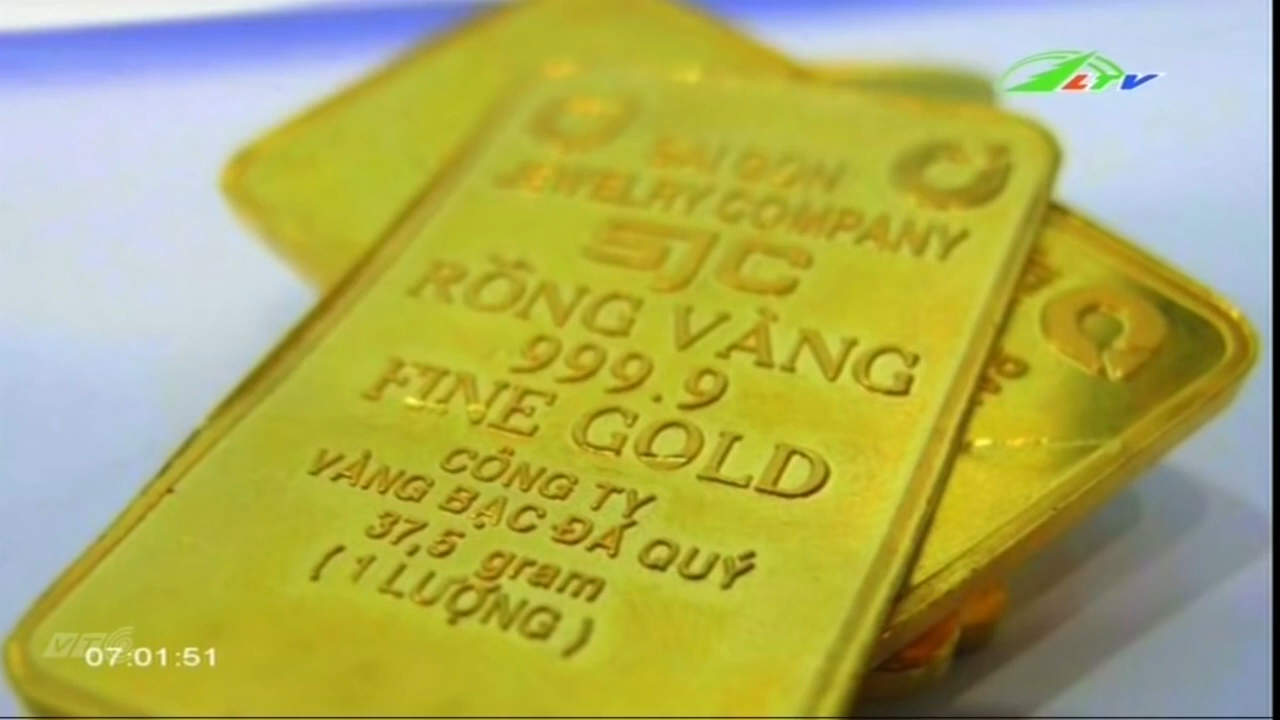 LTV
SAI GON
JEWELRY COMPANY
SJC
RỒNG VÀNG
999.9
FINE GOLD
CÔNG TY
VÀNG BẠC ĐÁ QUÝ
37,5 gram
( 1 LƯỢNG )
VTC
07:01:51